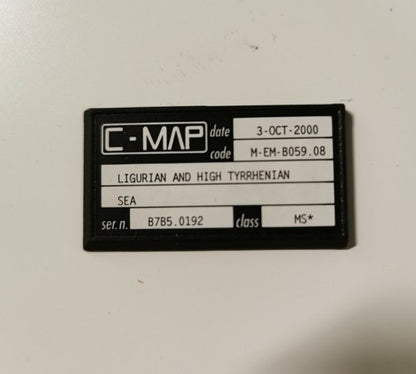 C-MAP date 3-OCT-2000
code M-EM-B059.08
LIGURIAN AND HIGH TYRRHENIAN
SEA
ser.n. B7B5.0192 class MS*